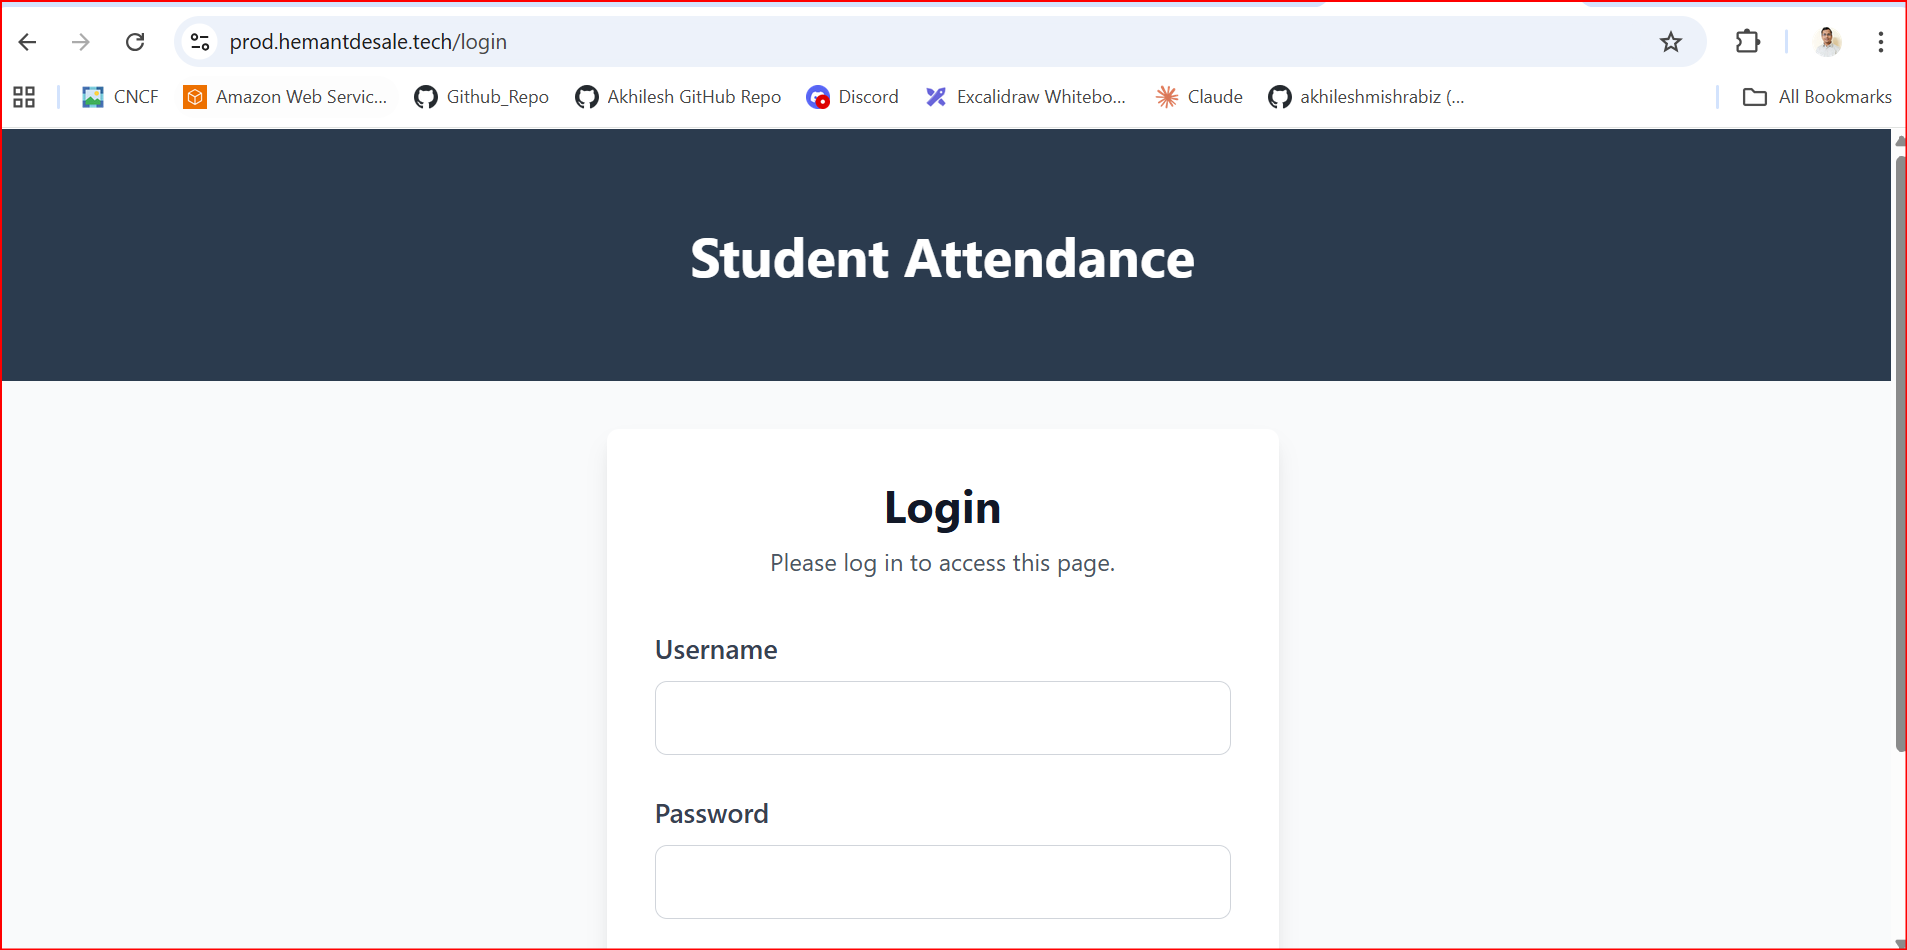 prod.hemantdesale.tech/login
CNCF Amazon Web Servic... Github_Repo Akhilesh GitHub Repo Discord Excalidraw Whitebo... Claude akhileshmishrabiz (... All Bookmarks
Student Attendance
Login
Please log in to access this page.
Username
Password